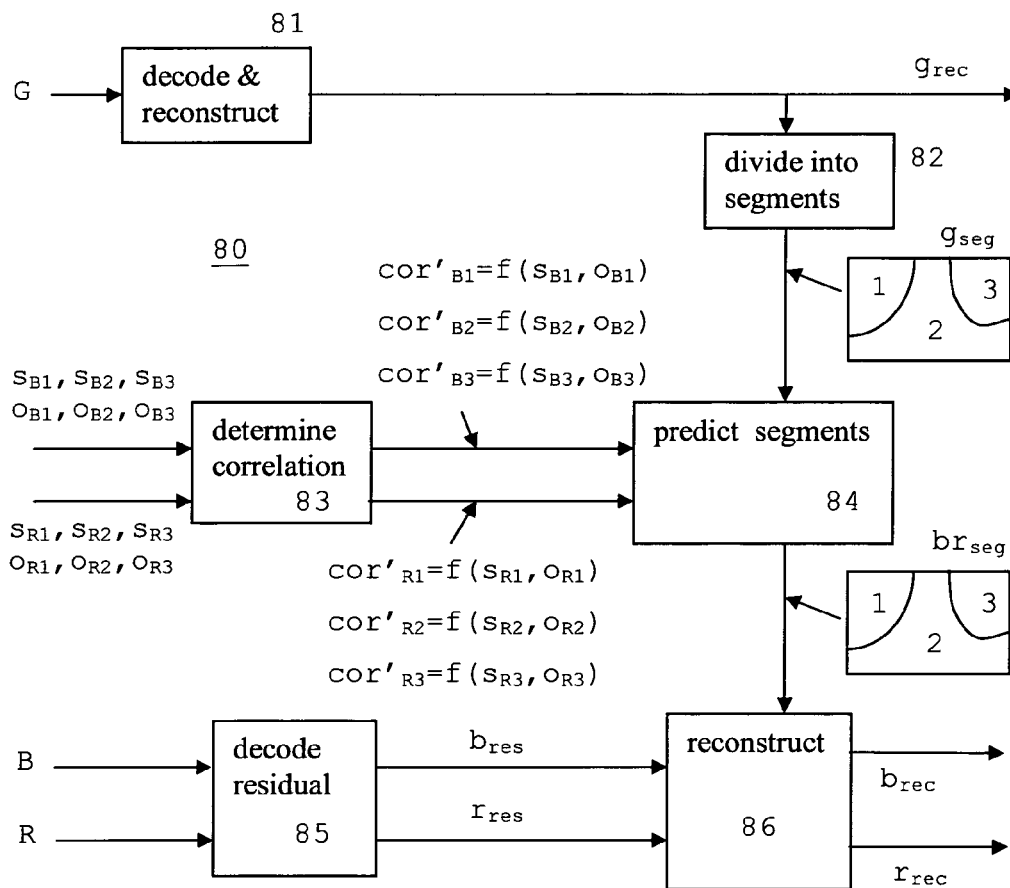 81
G
decode &
reconstruct
g_rec
divide into
segments
82
80
g_seg
1
3
2
cor'_B1=f(s_B1,o_B1)
cor'_B2=f(s_B2,o_B2)
cor'_B3=f(s_B3,o_B3)
s_B1,s_B2,s_B3
o_B1,o_B2,o_B3
determine
correlation
83
predict segments
84
s_R1,s_R2,s_R3
o_R1,o_R2,o_R3
cor'_R1=f(s_R1,o_R1)
cor'_R2=f(s_R2,o_R2)
cor'_R3=f(s_R3,o_R3)
br_seg
1
3
2
B
R
decode
residual
85
b_res
r_res
reconstruct
86
b_rec
r_rec